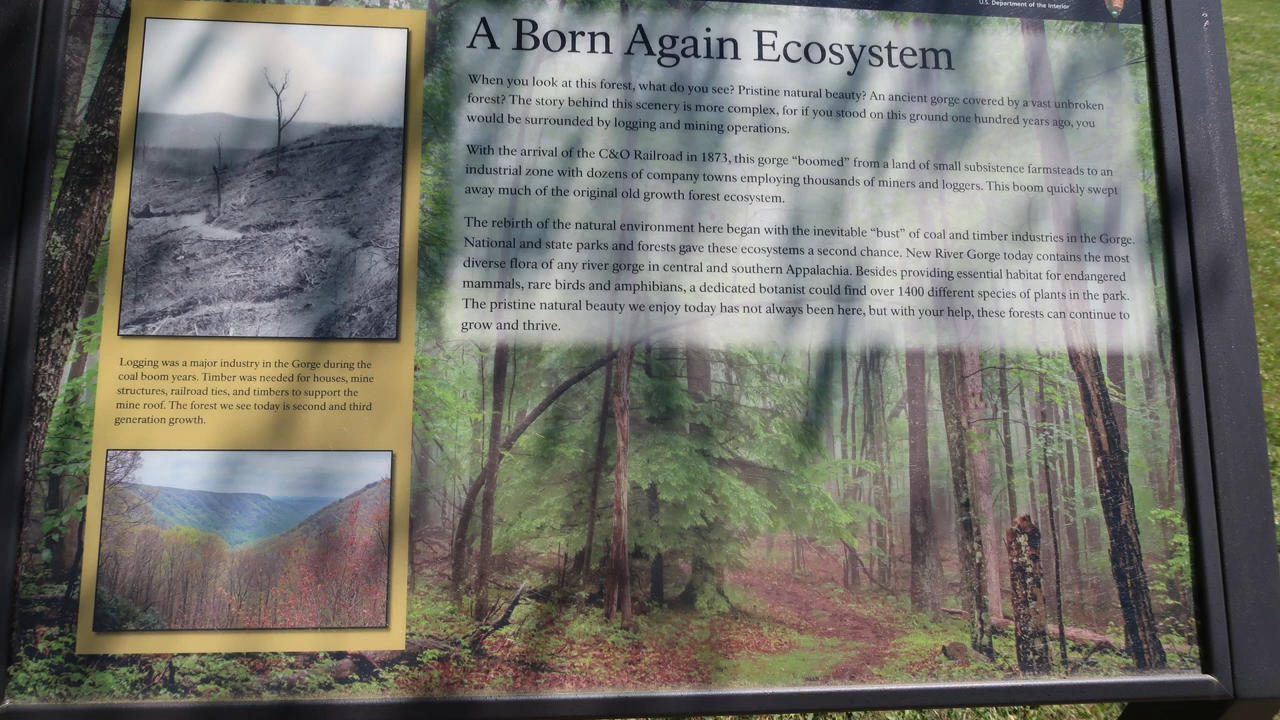 U.S. Department of the Interior
A Born Again Ecosystem
When you look at this forest, what do you see? Pristine natural beauty? An ancient gorge covered by a vast unbroken
forest? The story behind this scenery is more complex, for if you stood on this ground one hundred years ago, you
would be surrounded by logging and mining operations.
With the arrival of the C&O Railroad in 1873, this gorge “boomed” from a land of small subsistence farmsteads to an
industrial zone with dozens of company towns employing thousands of miners and loggers. This boom quickly swept
away much of the original old growth forest ecosystem.
The rebirth of the natural environment here began with the inevitable “bust” of coal and timber industries in the Gorge.
National and state parks and forests gave these ecosystems a second chance. New River Gorge today contains the most
diverse flora of any river gorge in central and southern Appalachia. Besides providing essential habitat for endangered
mammals, rare birds and amphibians, a dedicated botanist could find over 1400 different species of plants in the park.
The pristine natural beauty we enjoy today has not always been here, but with your help, these forests can continue to
grow and thrive.
Logging was a major industry in the Gorge during the
coal boom years. Timber was needed for houses, mine
structures, railroad ties, and timbers to support the
mine roof. The forest we see today is second and third
generation growth.